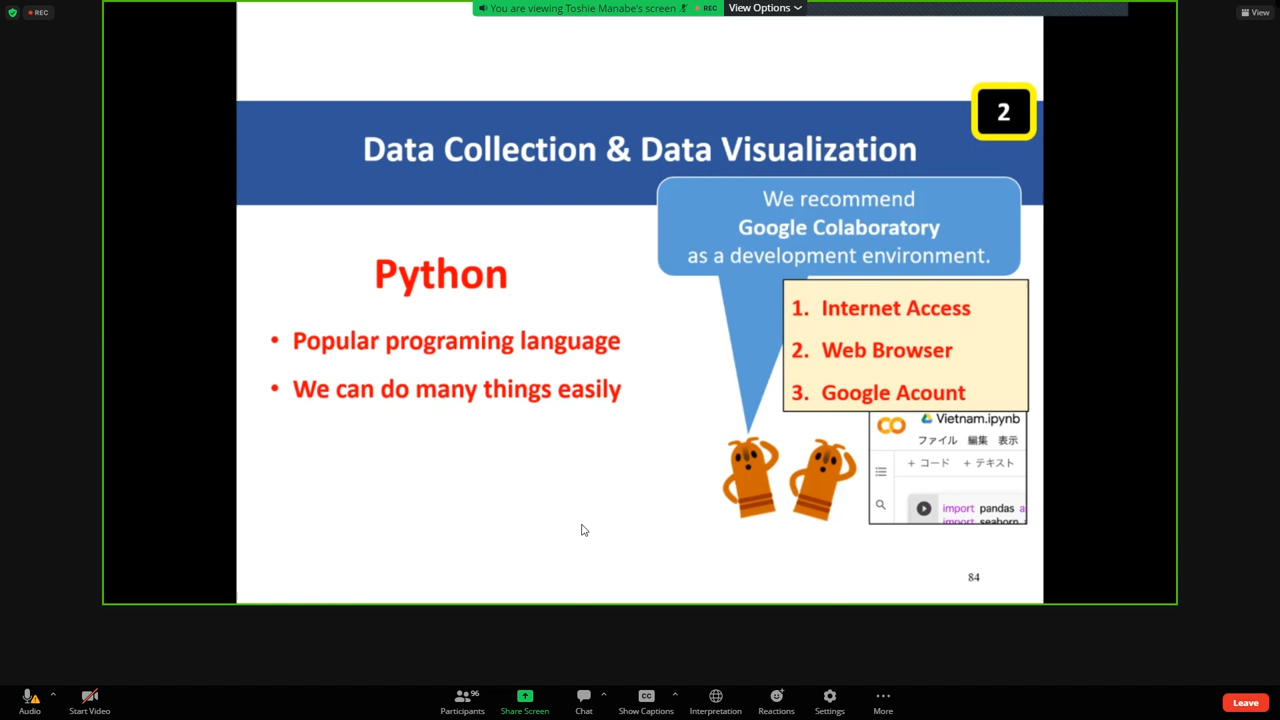 REC
You are viewing Toshie Manabe's screen
REC
View Options
View
2
Data Collection & Data Visualization
We recommend
Google Colaboratory
as a development environment.
Python
• Popular programing language
• We can do many things easily
1. Internet Access
2. Web Browser
3. Google Acount
Vietnam.ipynb
ファイル 編集 表示
+ コード + テキスト
import pandas a
import seaborn
84
Audio
Start Video
Participants
96
Share Screen
Chat
CC
Show Captions
Interpretation
Reactions
Settings
More
Leave